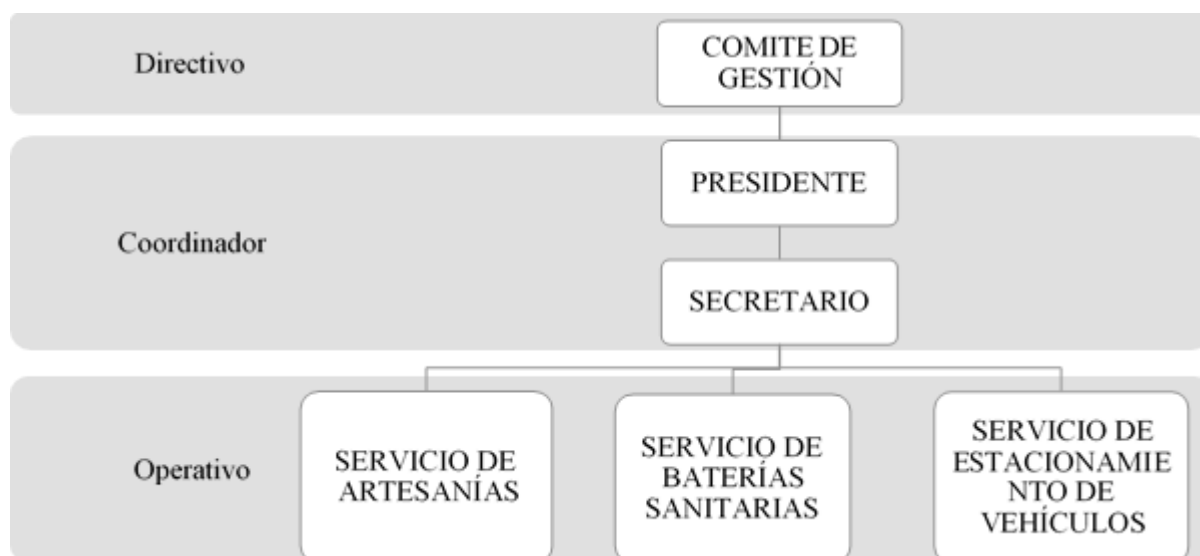 Directivo
COMITE DE
GESTIÓN
Coordinador
PRESIDENTE
SECRETARIO
Operativo
SERVICIO DE
ARTESANÍAS
SERVICIO DE
BATERÍAS
SANITARIAS
SERVICIO DE
ESTACIONAMIE
NTO DE
VEHÍCULOS